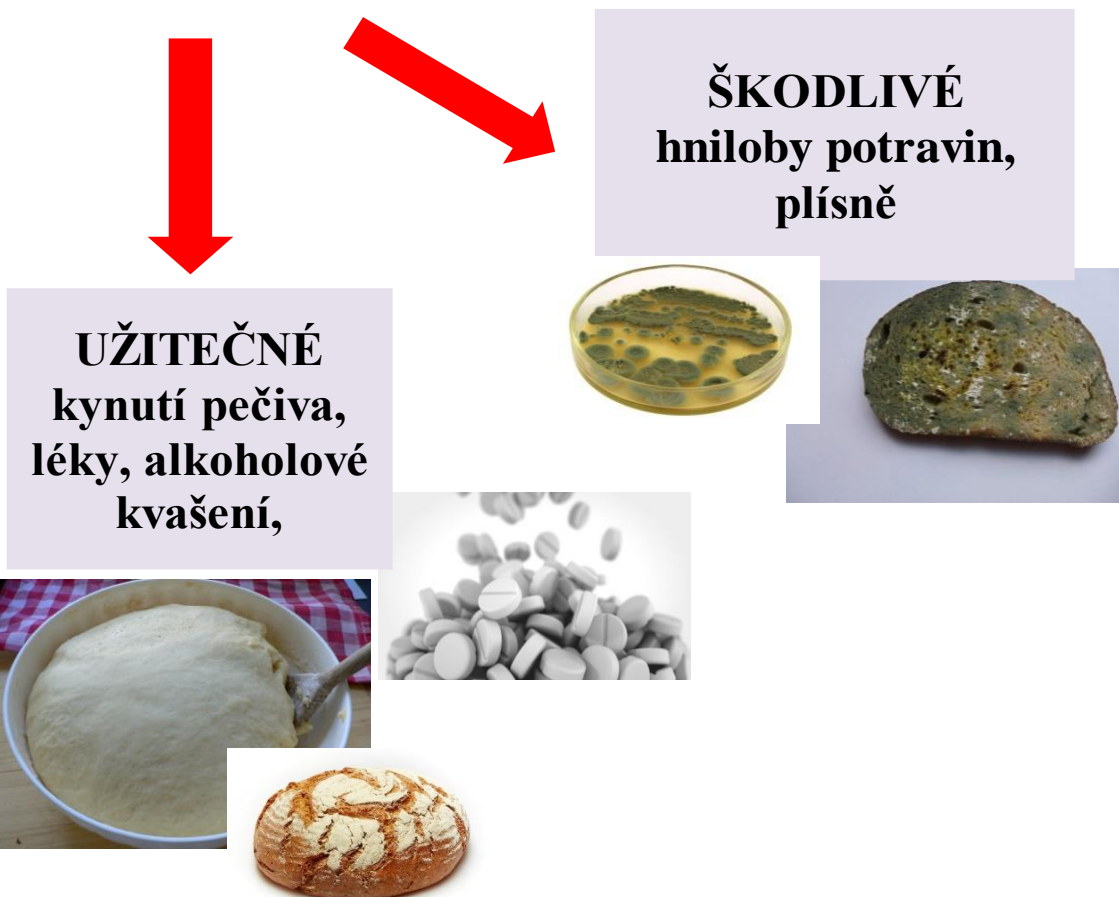 ŠKODLIVÉ
hniloby potravin,
plísně
UŽITEČNÉ
kynutí pečiva,
léky, alkoholové
kvašení,